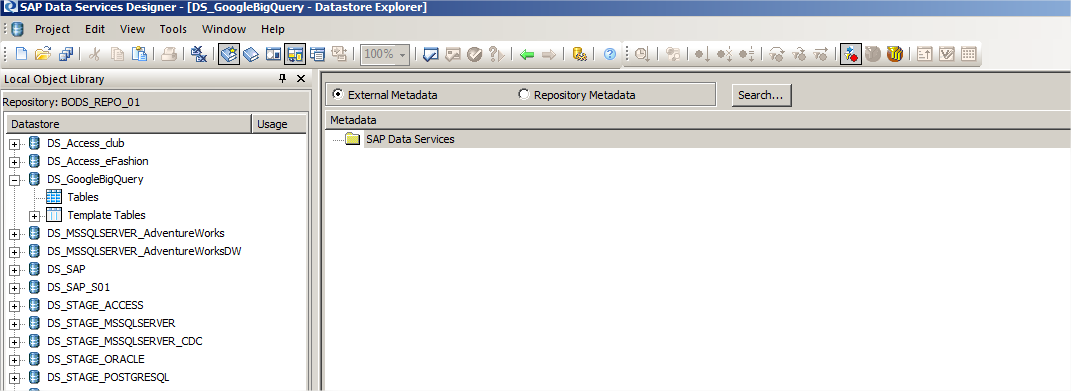 SAP Data Services Designer - [DS_GoogleBigQuery - Datastore Explorer]
Project Edit View Tools Window Help
100%
Local Object Library
Repository: BODS_REPO_01
Datastore Usage
DS_Access_club
DS_Access_eFashion
DS_GoogleBigQuery
Tables
Template Tables
DS_MSSQLSERVER_AdventureWorks
DS_MSSQLSERVER_AdventureWorksDW
DS_SAP
DS_SAP_S01
DS_STAGE_ACCESS
DS_STAGE_MSSQLSERVER
DS_STAGE_MSSQLSERVER_CDC
DS_STAGE_ORACLE
DS_STAGE_POSTGRESQL
External Metadata Repository Metadata Search...
Metadata
SAP Data Services